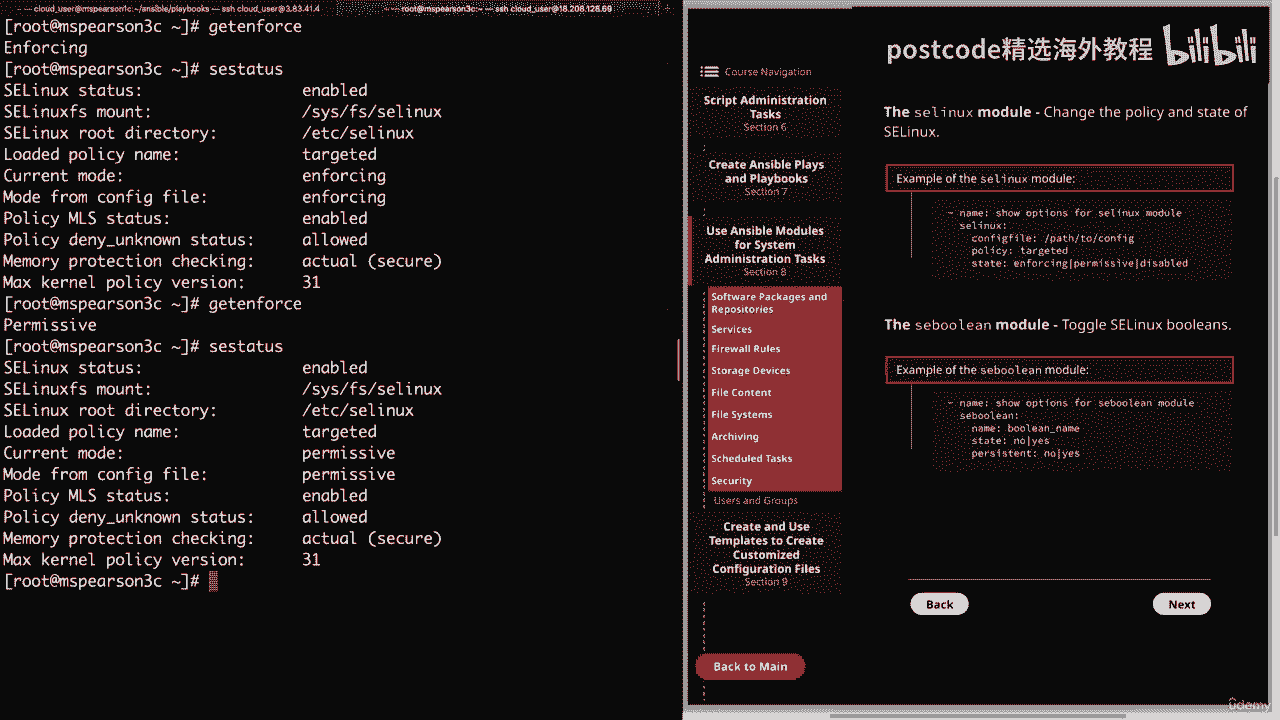 — cloud_user@mspearson1c:~/ansible/playbooks — ssh cloud_user@3.83.41.4
— root@mspearson3c:~ — ssh cloud_user@18.208.128.69
[root@mspearson3c ~]# getenforce
Enforcing
[root@mspearson3c ~]# sestatus
SELinux status: enabled
SELinuxfs mount: /sys/fs/selinux
SELinux root directory: /etc/selinux
Loaded policy name: targeted
Current mode: enforcing
Mode from config file: enforcing
Policy MLS status: enabled
Policy deny_unknown status: allowed
Memory protection checking: actual (secure)
Max kernel policy version: 31
[root@mspearson3c ~]# getenforce
Permissive
[root@mspearson3c ~]# sestatus
SELinux status: enabled
SELinuxfs mount: /sys/fs/selinux
SELinux root directory: /etc/selinux
Loaded policy name: targeted
Current mode: permissive
Mode from config file: permissive
Policy MLS status: enabled
Policy deny_unknown status: allowed
Memory protection checking: actual (secure)
Max kernel policy version: 31
[root@mspearson3c ~]#
postcode精选海外教程 bilibili
Course Navigation
Script Administration
Tasks
Section 6
Create Ansible Plays
and Playbooks
Section 7
Use Ansible Modules
for System
Administration Tasks
Section 8
Software Packages and
Repositories
Services
Firewall Rules
Storage Devices
File Content
File Systems
Archiving
Scheduled Tasks
Security
Users and Groups
Create and Use
Templates to Create
Customized
Configuration Files
Section 9
Back to Main
The selinux module - Change the policy and state of
SELinux.
Example of the selinux module:
- name: show options for selinux module
selinux:
configfile: /path/to/config
policy: targeted
state: enforcing|permissive|disabled
The seboolean module - Toggle SELinux booleans.
Example of the seboolean module:
- name: show options for seboolean module
seboolean:
name: boolean_name
state: no|yes
persistent: no|yes
Back
Next
ûdemy